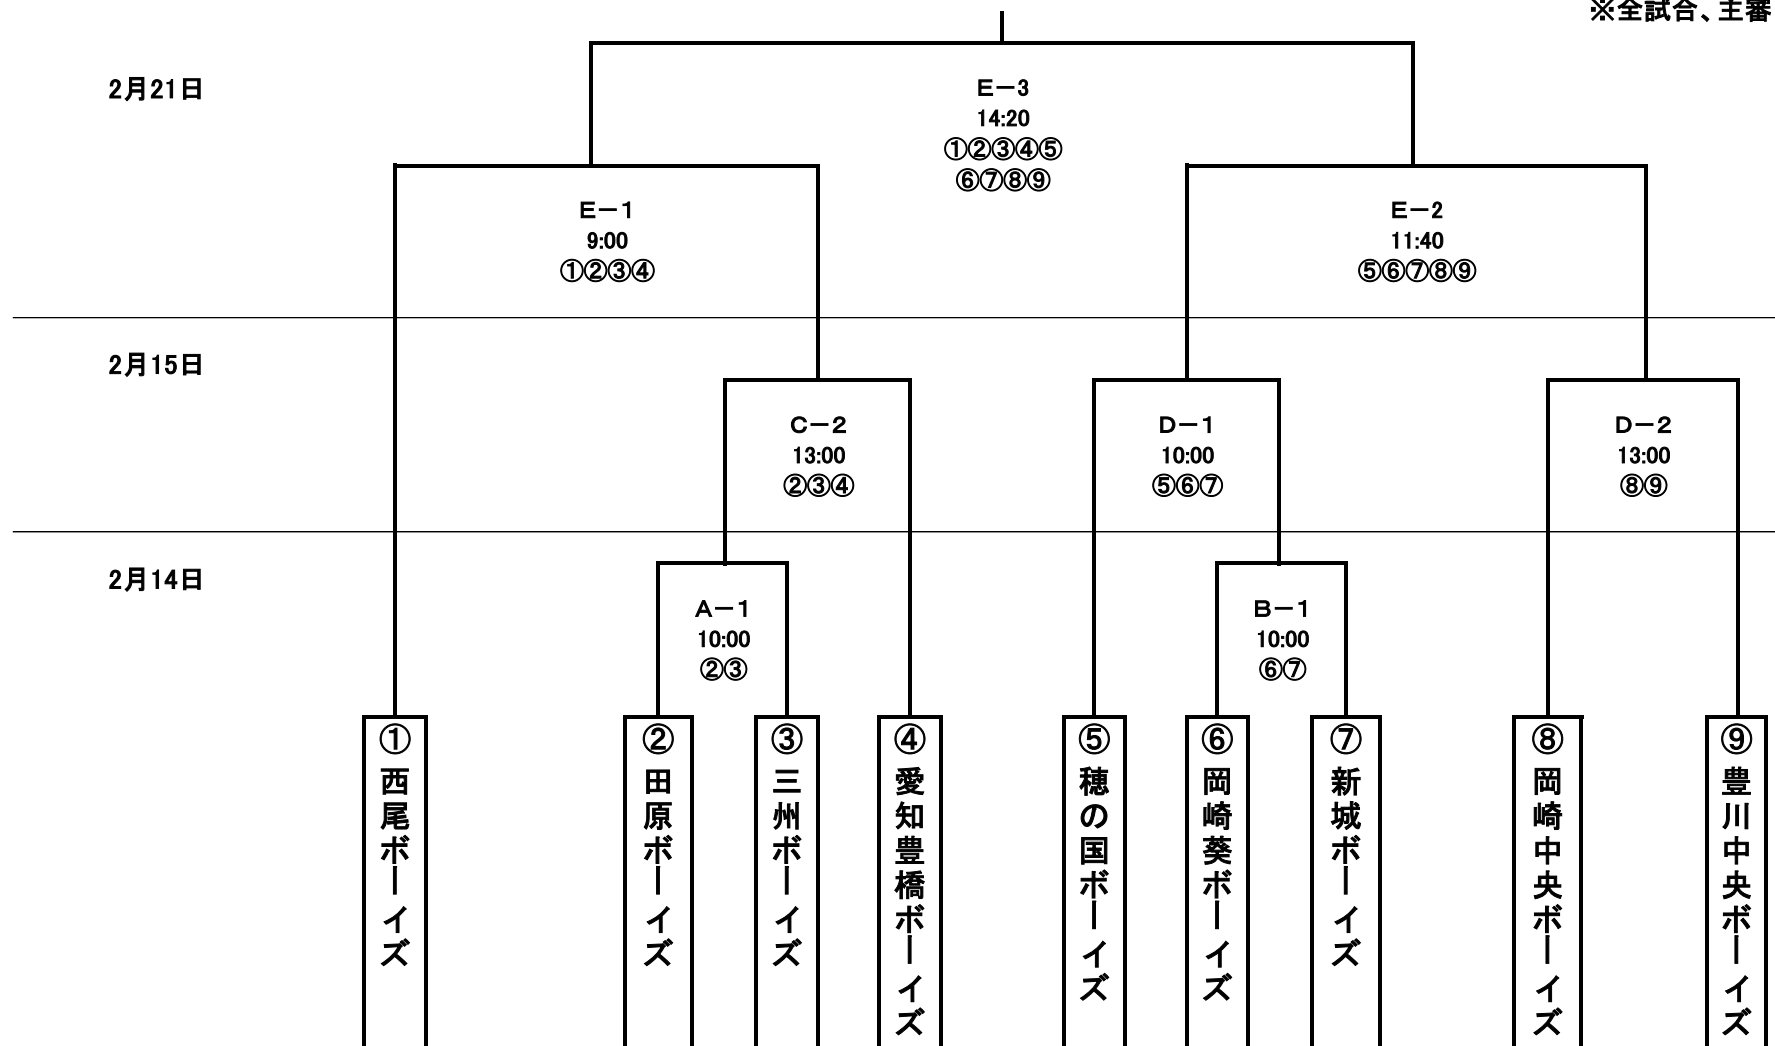 ※全試合、主審
2月21日
E－3
14:20
①②③④⑤
⑥⑦⑧⑨
E－1
9:00
①②③④
E－2
11:40
⑤⑥⑦⑧⑨
2月15日
C－2
13:00
②③④
D－1
10:00
⑤⑥⑦
D－2
13:00
⑧⑨
2月14日
A－1
10:00
②③
B－1
10:00
⑥⑦
①西尾ボーイズ
②田原ボーイズ
③三州ボーイズ
④愛知豊橋ボーイズ
⑤穂の国ボーイズ
⑥岡崎葵ボーイズ
⑦新城ボーイズ
⑧岡崎中央ボーイズ
⑨豊川中央ボーイズ